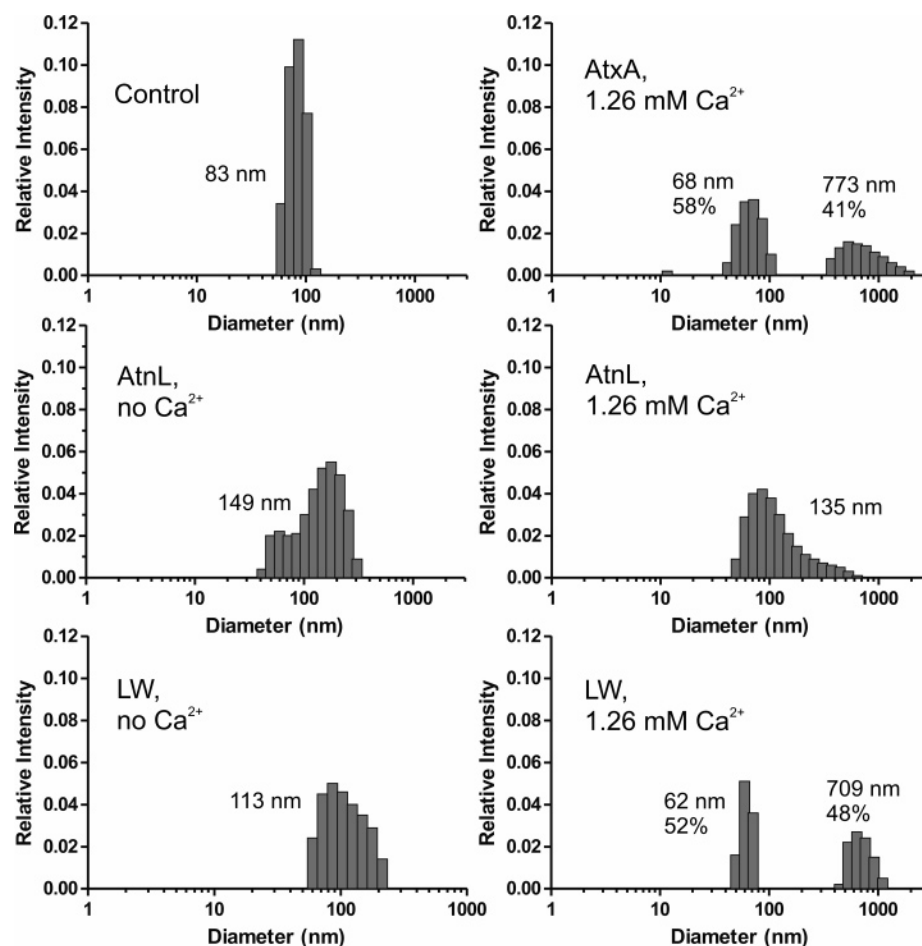 0.12
0.10
0.08
0.06
0.04
0.02
0.00
Relative Intensity
Control
83 nm
1 10 100 1000
Diameter (nm)
0.12
0.10
0.08
0.06
0.04
0.02
0.00
Relative Intensity
AtxA,
1.26 mM Ca²⁺
68 nm
58%
773 nm
41%
1 10 100 1000
Diameter (nm)
0.12
0.10
0.08
0.06
0.04
0.02
0.00
Relative Intensity
AtnL,
no Ca²⁺
149 nm
1 10 100 1000
Diameter (nm)
0.12
0.10
0.08
0.06
0.04
0.02
0.00
Relative Intensity
AtnL,
1.26 mM Ca²⁺
135 nm
1 10 100 1000
Diameter (nm)
0.12
0.10
0.08
0.06
0.04
0.02
0.00
Relative Intensity
LW,
no Ca²⁺
113 nm
1 10 100 1000
Diameter (nm)
0.12
0.10
0.08
0.06
0.04
0.02
0.00
Relative Intensity
LW,
1.26 mM Ca²⁺
62 nm
52%
709 nm
48%
1 10 100 1000
Diameter (nm)